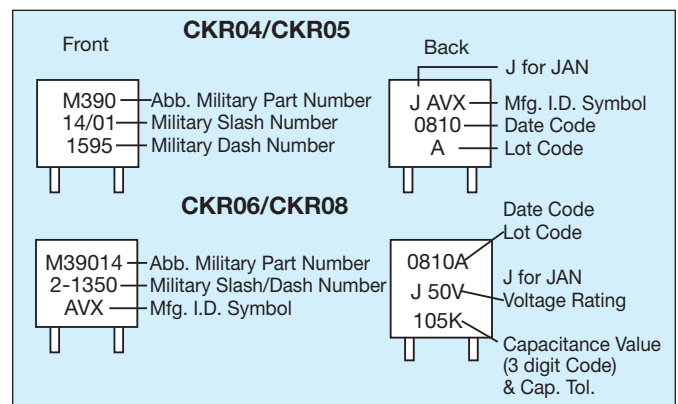 CKR04/CKR05
Front
M390
14/01
1595
Abb. Military Part Number
Military Slash Number
Military Dash Number
Back
J AVX
0810
A
J for JAN
Mfg. I.D. Symbol
Date Code
Lot Code
CKR06/CKR08
M39014
2-1350
AVX
Abb. Military Part Number
Military Slash/Dash Number
Mfg. I.D. Symbol
0810A
J 50V
105K
Date Code
Lot Code
J for JAN
Voltage Rating
Capacitance Value
(3 digit Code)
& Cap. Tol.